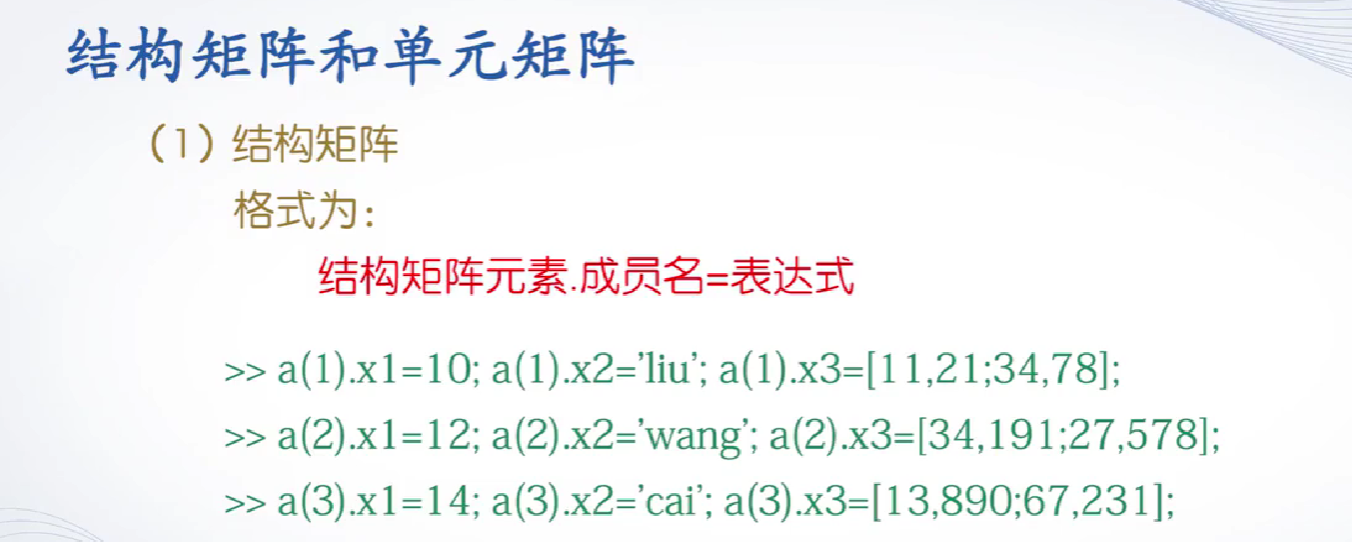 结构矩阵和单元矩阵
（1）结构矩阵
格式为：
结构矩阵元素.成员名=表达式
>> a(1).x1=10; a(1).x2=’liu’; a(1).x3=[11,21;34,78];
>> a(2).x1=12; a(2).x2=’wang’; a(2).x3=[34,191;27,578];
>> a(3).x1=14; a(3).x2=’cai’; a(3).x3=[13,890;67,231];